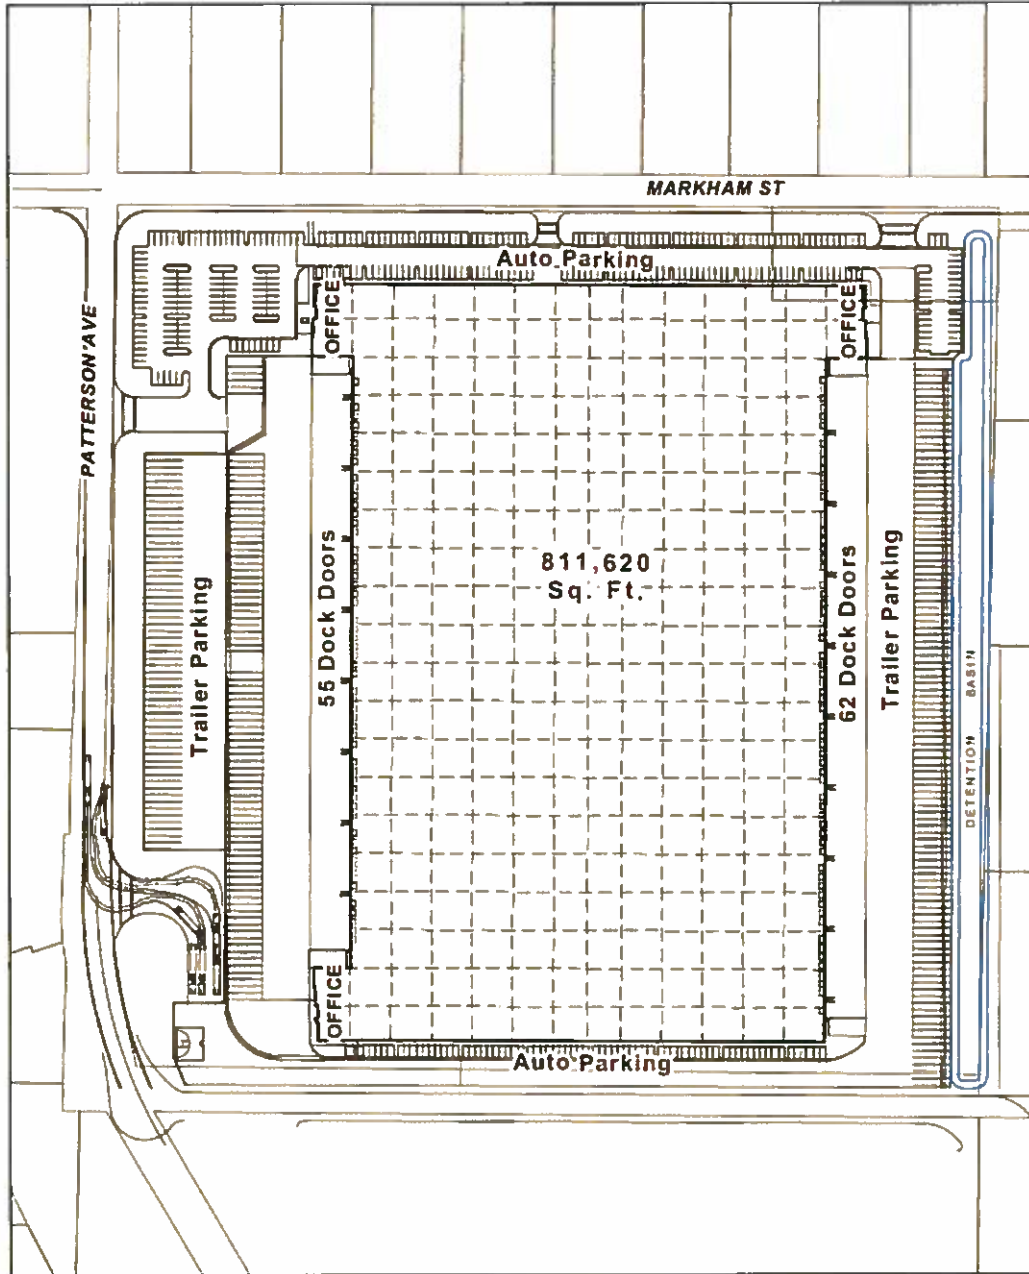 MARKHAM ST
Auto Parking
OFFICE
OFFICE
PATTERSON AVE
811,620
Sq. Ft.
55 Dock Doors
62 Dock Doors
Trailer Parking
Trailer Parking
DETENTION BASIN
OFFICE
Auto Parking